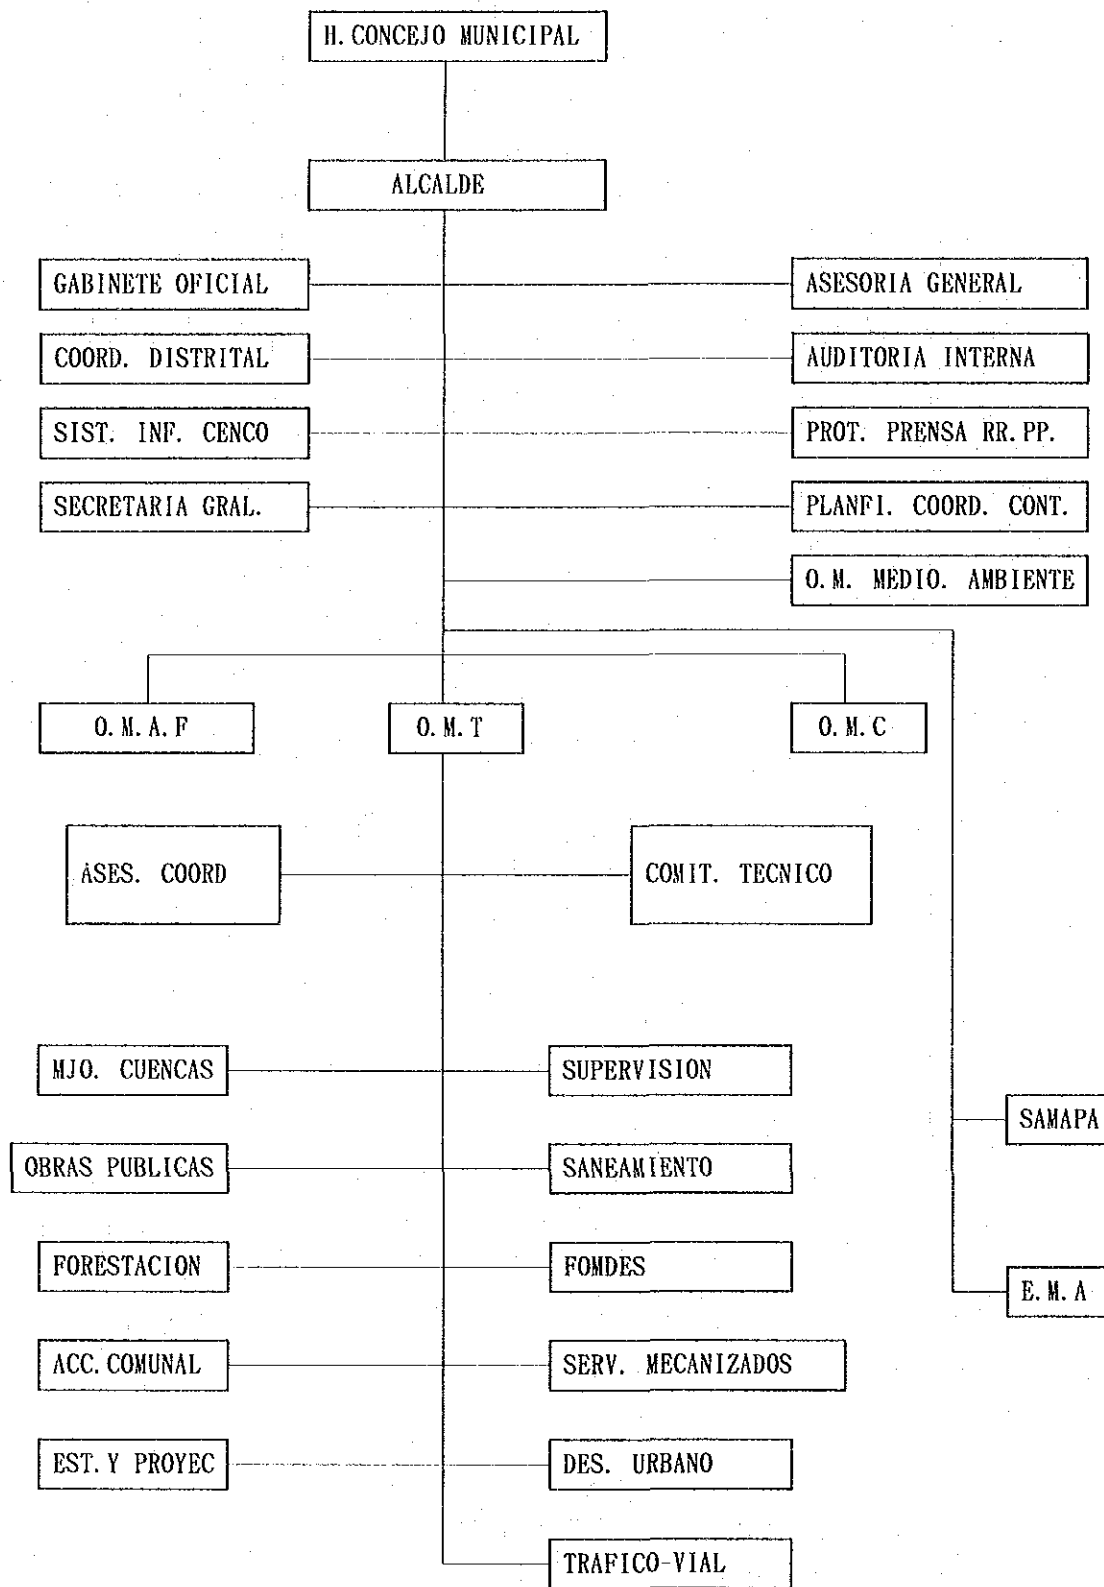 H. CONCEJO MUNICIPAL
ALCALDE
GABINETE OFICIAL
ASESORIA GENERAL
COORD. DISTRITAL
AUDITORIA INTERNA
SIST. INF. CENCO
PROT. PRENSA RR. PP.
SECRETARIA GRAL.
PLANFI. COORD. CONT.
O. M. MEDIO. AMBIENTE
O. M. A. F
O. M. T
O. M. C
ASES. COORD
COMIT. TECNICO
MJO. CUENCAS
SUPERVISION
SAMAPA
OBRAS PUBLICAS
SANEAMIENTO
FORESTACION
FOMDES
E. M. A
ACC. COMUNAL
SERV. MECANIZADOS
EST. Y PROYEC
DES. URBANO
TRAFICO-VIAL